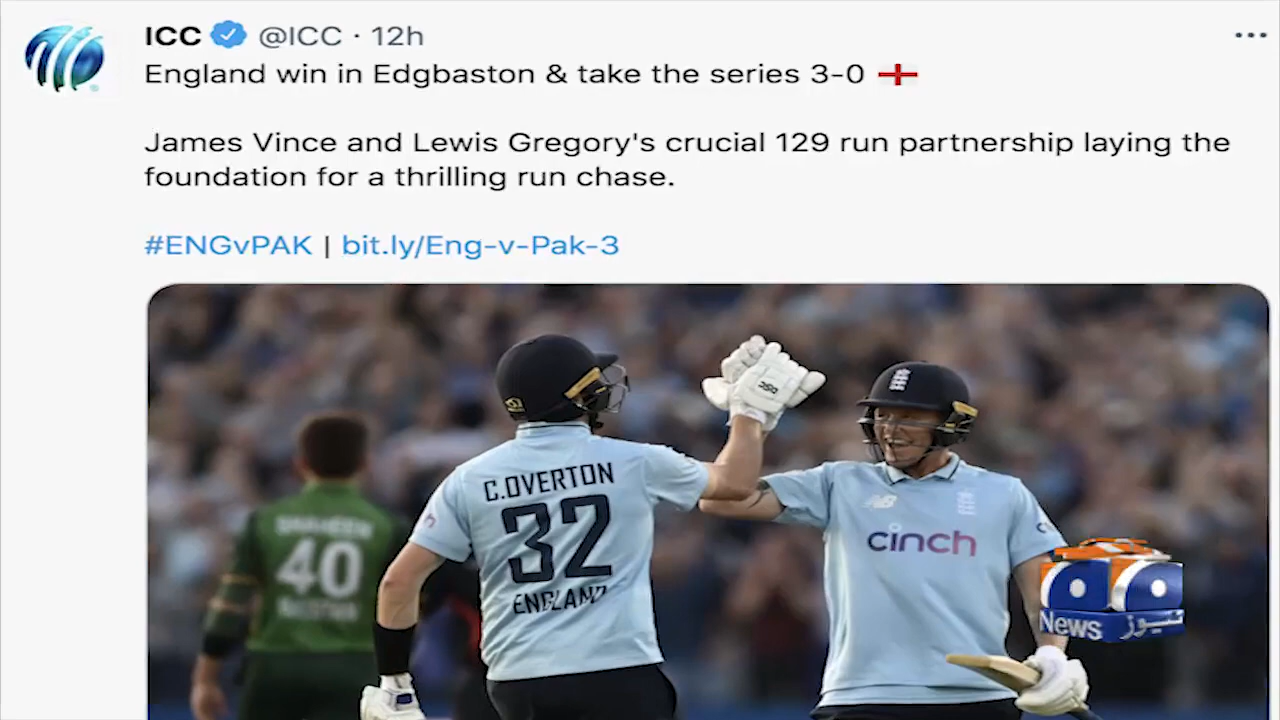 ICC @ICC · 12h
England win in Edgbaston & take the series 3-0
James Vince and Lewis Gregory's crucial 129 run partnership laying the
foundation for a thrilling run chase.
#ENGvPAK | bit.ly/Eng-v-Pak-3
SHAHEEN
40
C.OVERTON
32
ENGLAND
cinch
News نیوز